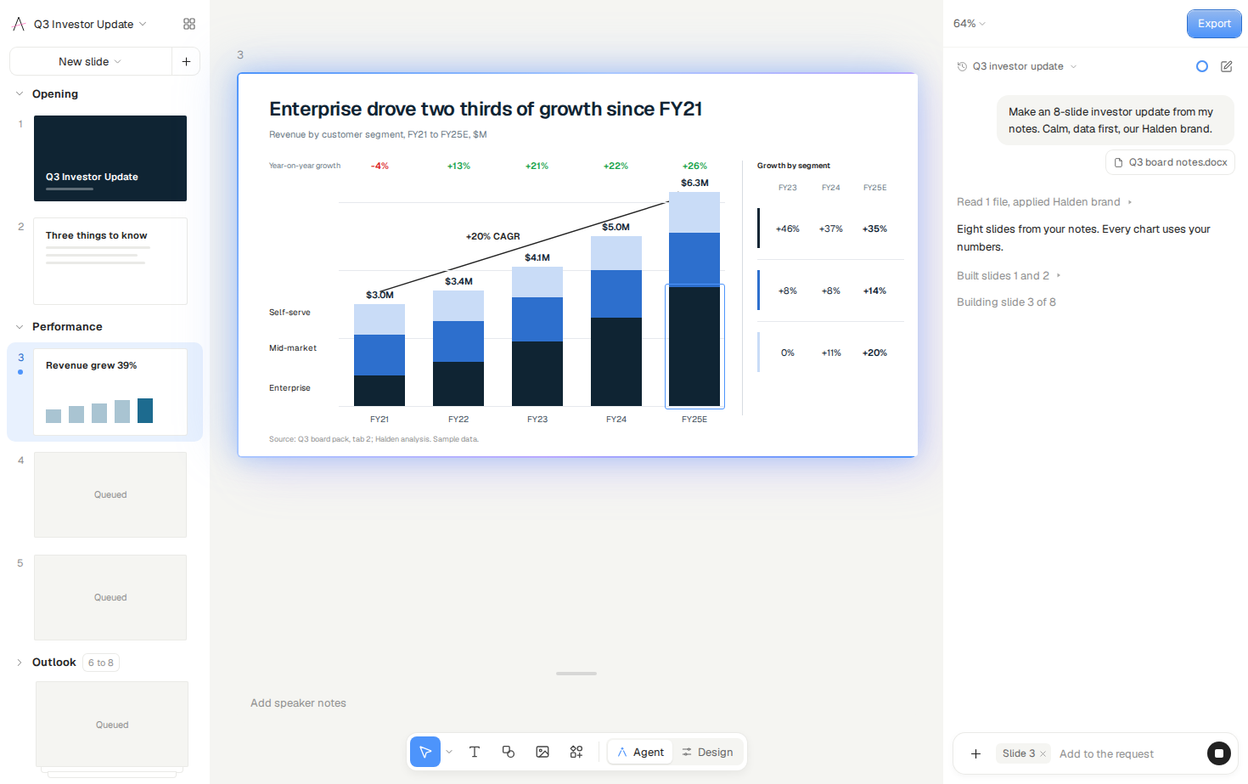 Q3 Investor Update
New slide
Opening
1
Q3 Investor Update
2
Three things to know
Performance
3
Revenue grew 39%
4
Queued
5
Queued
Outlook
6 to 8
Queued
3
Enterprise drove two thirds of growth since FY21
Revenue by customer segment, FY21 to FY25E, $M
Year-on-year growth -4% +13% +21% +22% +26%
$3.0M $3.4M $4.1M $5.0M $6.3M
+20% CAGR
Self-serve
Mid-market
Enterprise
FY21 FY22 FY23 FY24 FY25E
Growth by segment
FY23 FY24 FY25E
+46% +37% +35%
+8% +8% +14%
0% +11% +20%
Source: Q3 board pack, tab 2; Halden analysis. Sample data.
Add speaker notes
Agent
Design
64%
Export
Q3 investor update
Make an 8-slide investor update from my
notes. Calm, data first, our Halden brand.
Q3 board notes.docx
Read 1 file, applied Halden brand
Eight slides from your notes. Every chart uses your
numbers.
Built slides 1 and 2
Building slide 3 of 8
Slide 3
Add to the request